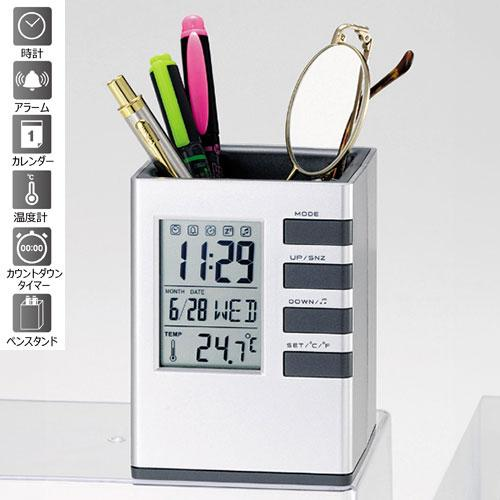 時計
アラーム
1
カレンダー
℃
温度計
00:00
カウントダウン
タイマー
ペンスタンド
MODE
UP/SNZ
DOWN/♫
SET/°C/°F
11:29
MONTH DATE
6/28 WED
TEMP
24.7°C